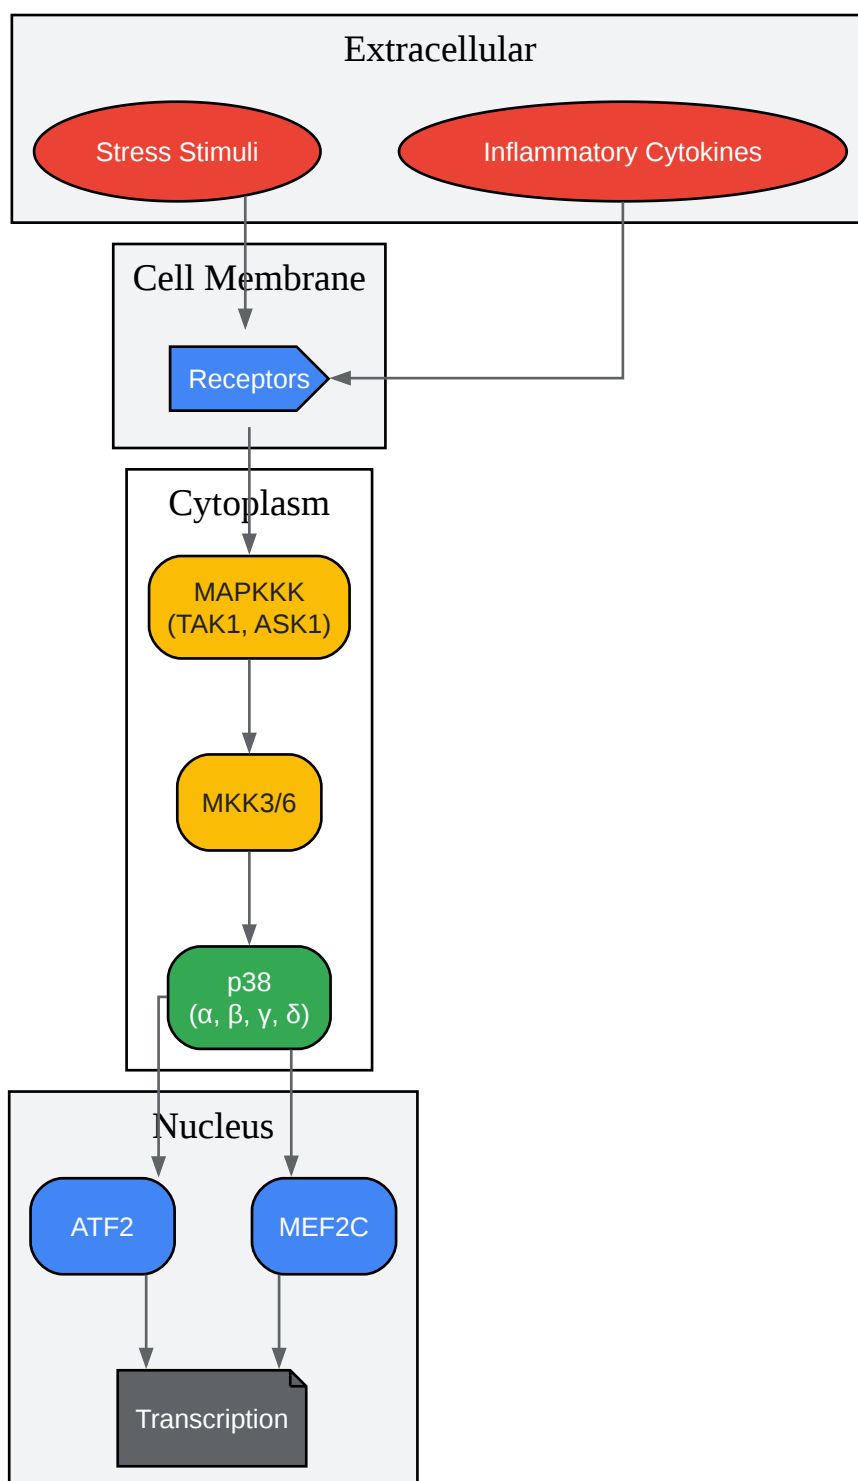 Extracellular
Stress Stimuli
Inflammatory Cytokines
Cell Membrane
Receptors
Cytoplasm
MAPKKK
(TAK1, ASK1)
MKK3/6
p38
(α, β, γ, δ)
Nucleus
ATF2
MEF2C
Transcription